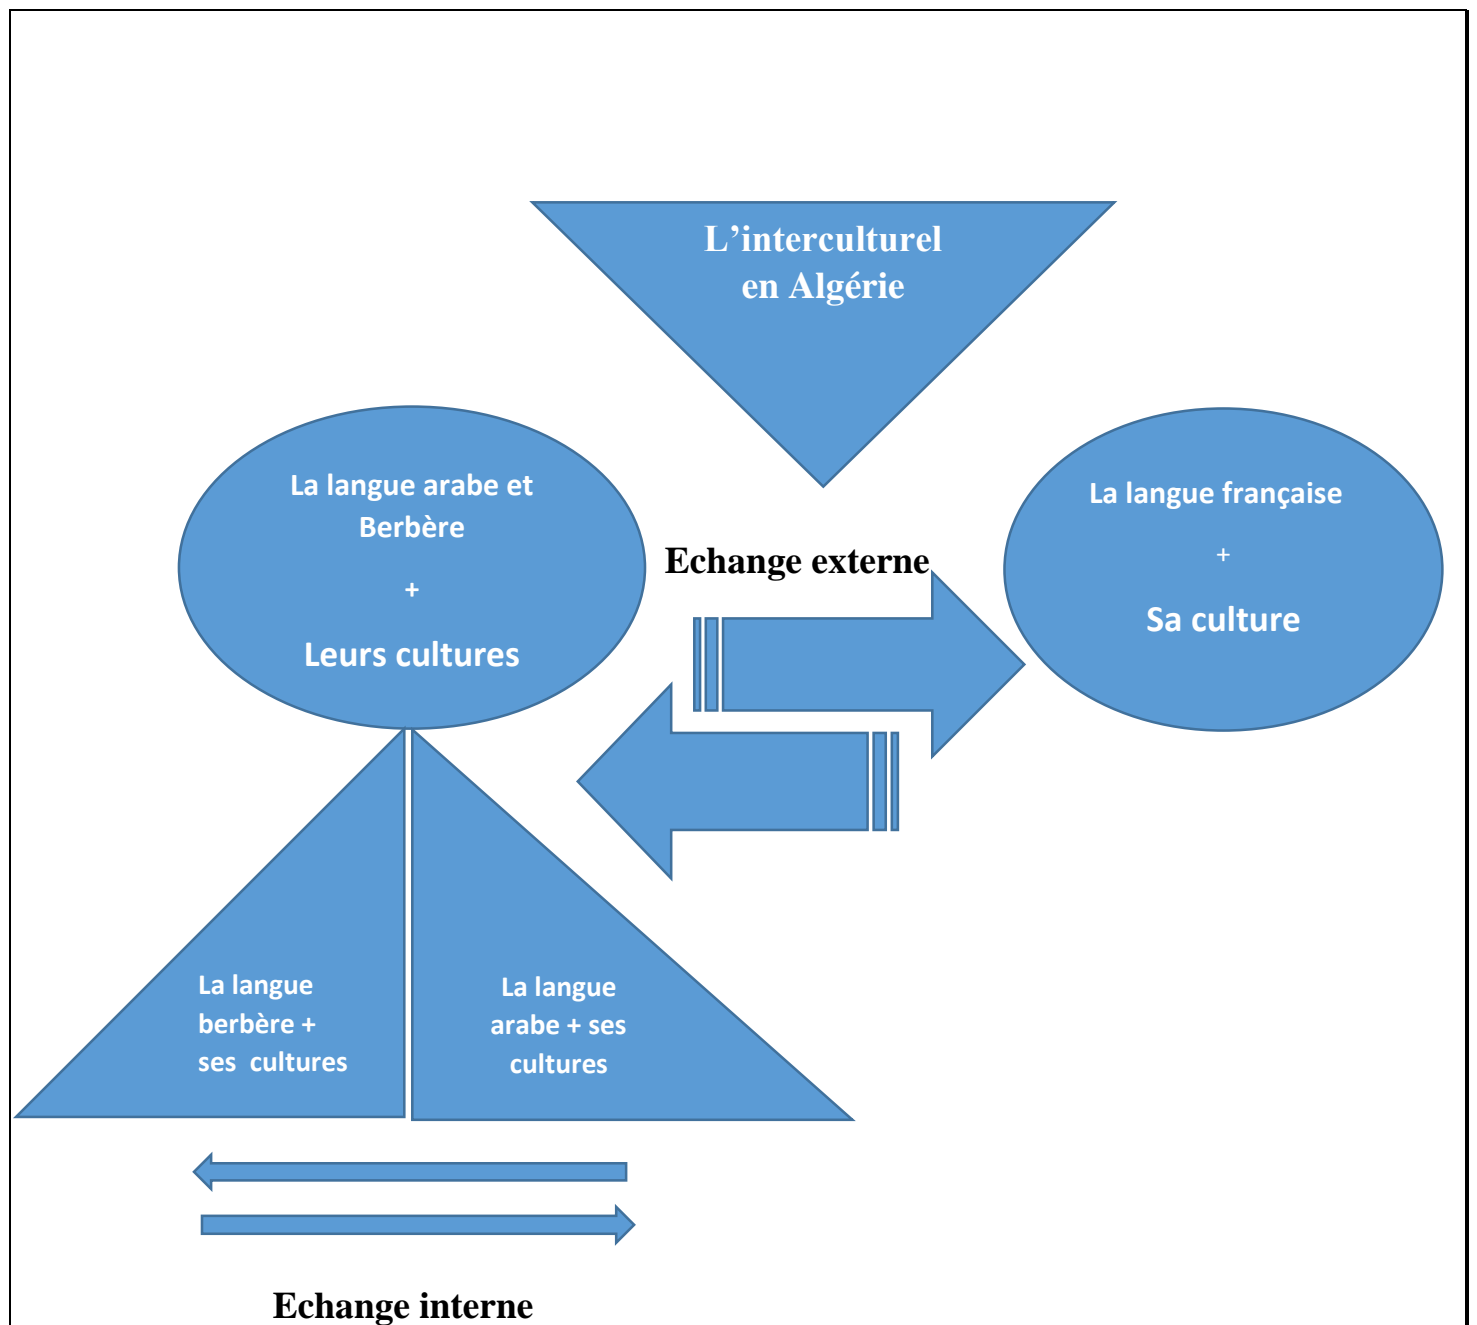 L’interculturel
en Algérie
La langue arabe et
Berbère
+
Leurs cultures
La langue française
+
Sa culture
Echange externe
La langue
berbère +
ses cultures
La langue
arabe + ses
cultures
Echange interne